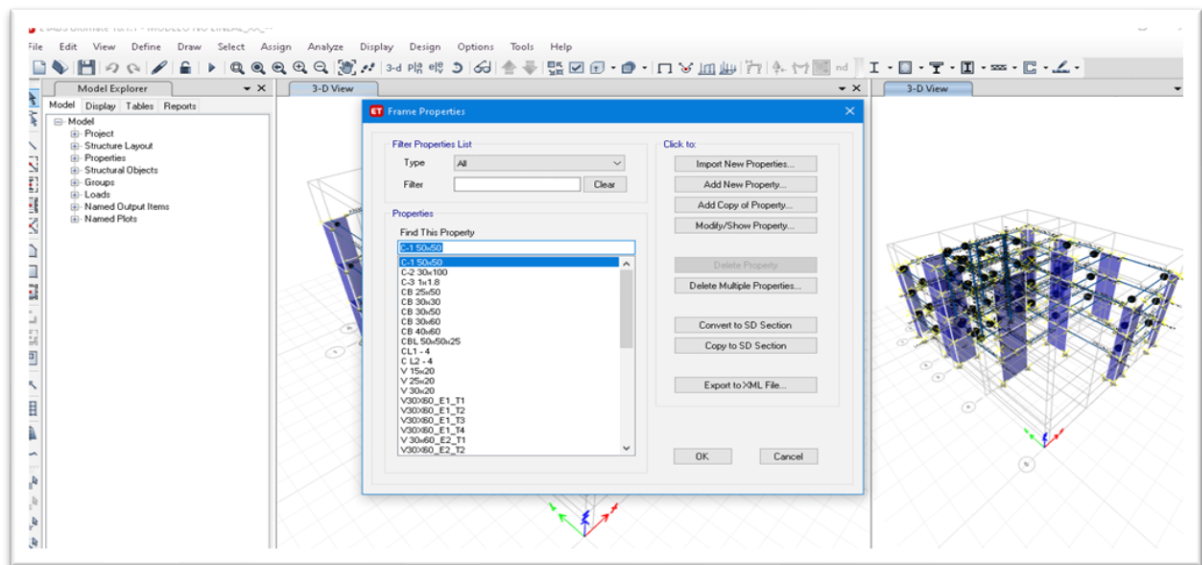 File Edit View Define Draw Select Assign Analyze Display Design Options Tools Help
3-d
nd
Model Explorer
3-D View
3-D View
Model Display Tables Reports
Model
Project
Structure Layout
Properties
Structural Objects
Groups
Loads
Named Output Items
Named Plots
ET Frame Properties
Filter Properties List
Type All
Filter Clear
Properties
Find This Property
C-1 50x50
C-1 50x50
C-2 30x100
C-3 1x1.8
CB 25x50
CB 30x30
CB 30x50
CB 30x60
CB 40x60
CBL 50x50x25
CL1 - 4
C L2 - 4
V 15x20
V 25x20
V 30x20
V30X60_E1_T1
V30X60_E1_T2
V30X60_E1_T3
V30X60_E1_T4
V 30x60_E2_T1
V30X60_E2_T2
Click to:
Import New Properties...
Add New Property...
Add Copy of Property...
Modify/Show Property...
Delete Property
Delete Multiple Properties...
Convert to SD Section
Copy to SD Section
Export to XML File...
OK Cancel